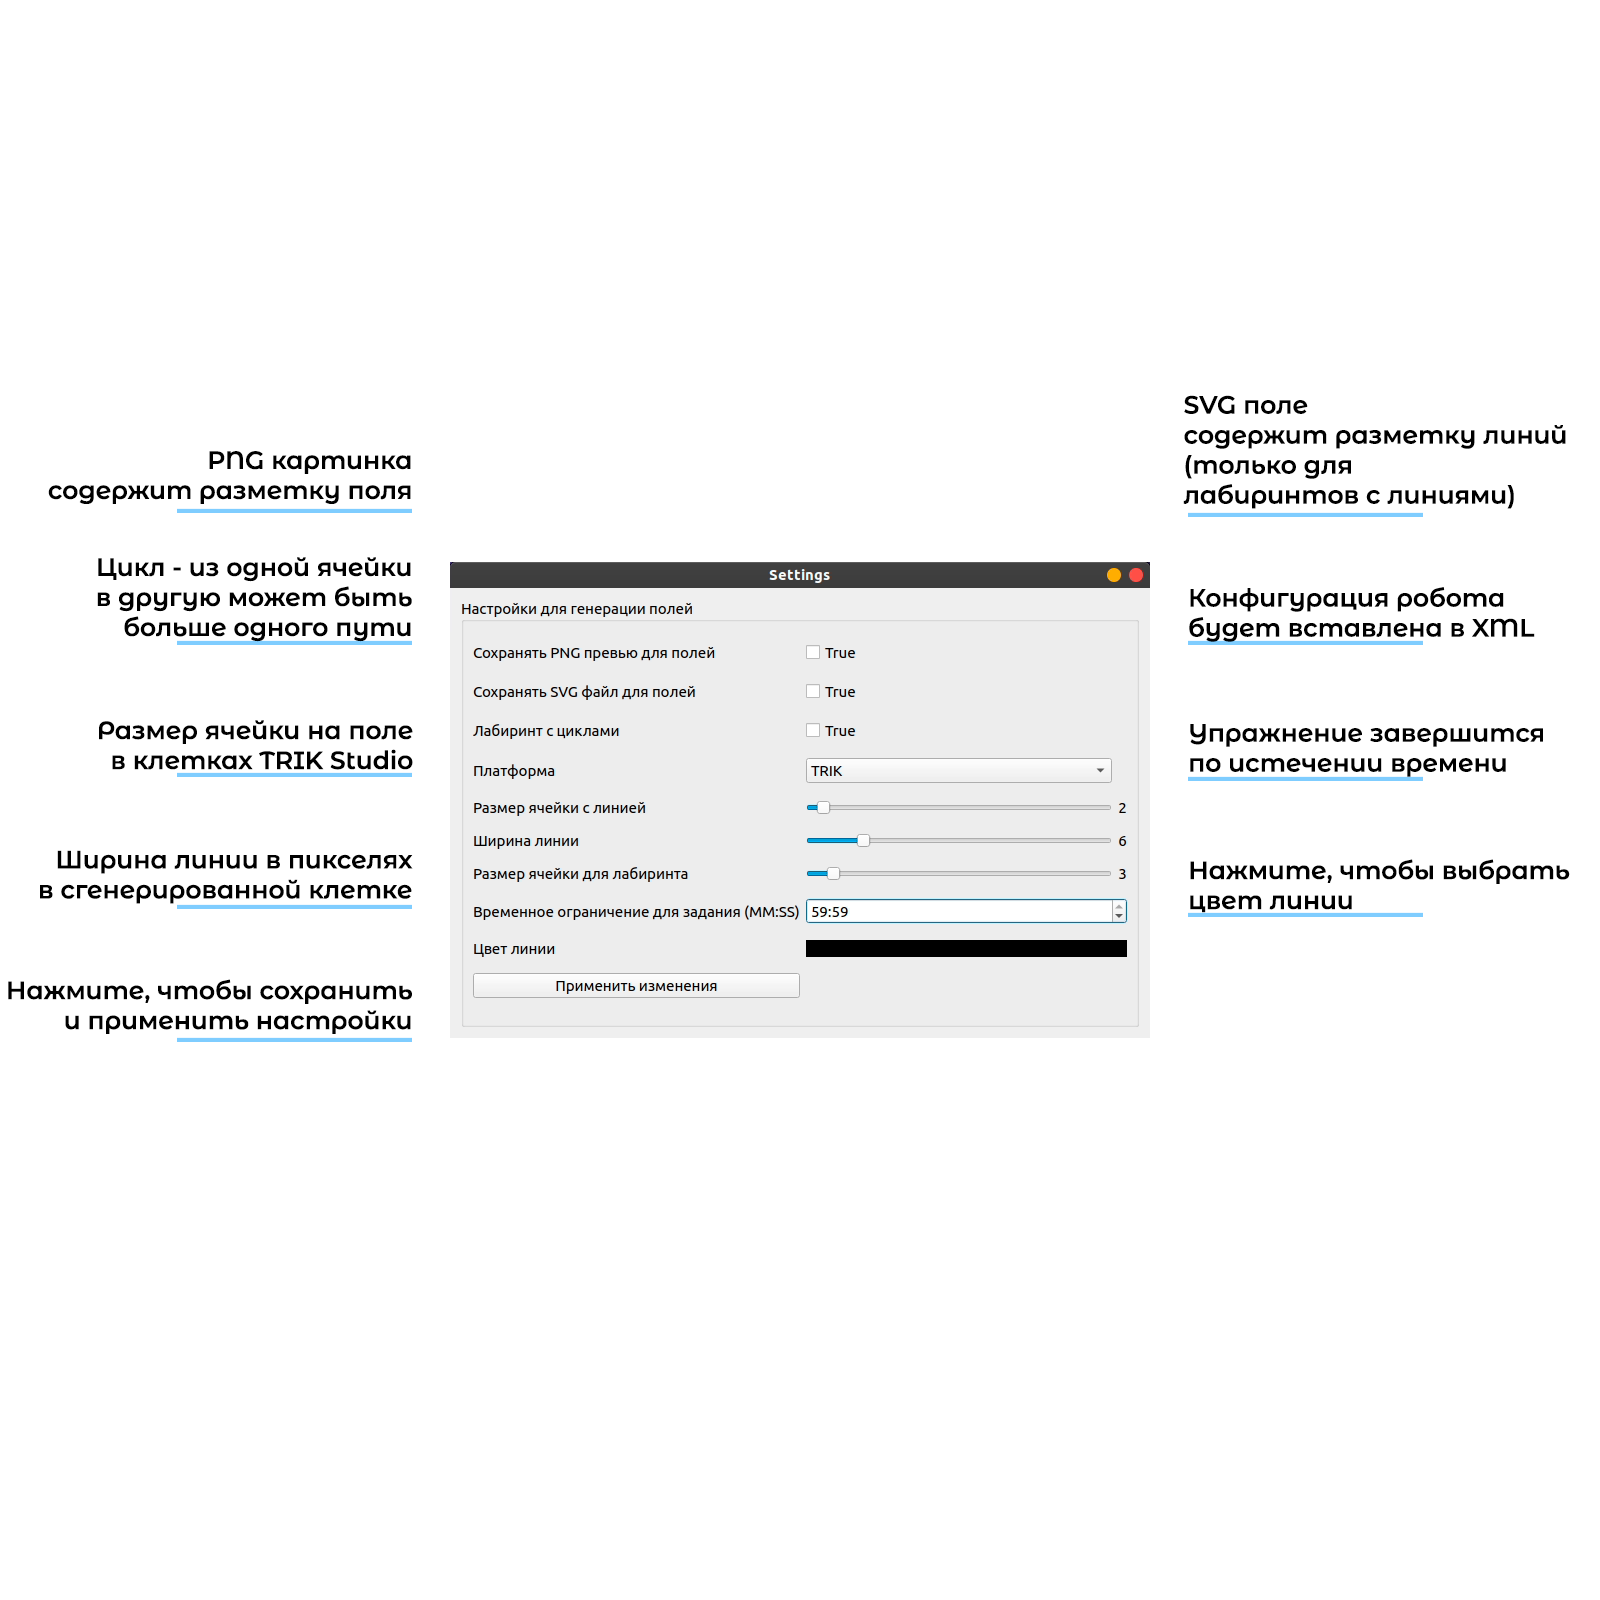 PNG картинка
содержит разметку поля
Цикл - из одной ячейки
в другую может быть
больше одного пути
Размер ячейки на поле
в клетках TRIK Studio
Ширина линии в пикселях
в сгенерированной клетке
Нажмите, чтобы сохранить
и применить настройки
Settings
Настройки для генерации полей
Сохранять PNG превью для полей True
Сохранять SVG файл для полей True
Лабиринт с циклами True
Платформа TRIK
Размер ячейки с линией 2
Ширина линии 6
Размер ячейки для лабиринта 3
Временное ограничение для задания (MM:SS) 59:59
Цвет линии
Применить изменения
SVG поле
содержит разметку линий
(только для
лабиринтов с линиями)
Конфигурация робота
будет вставлена в XML
Упражнение завершится
по истечении времени
Нажмите, чтобы выбрать
цвет линии